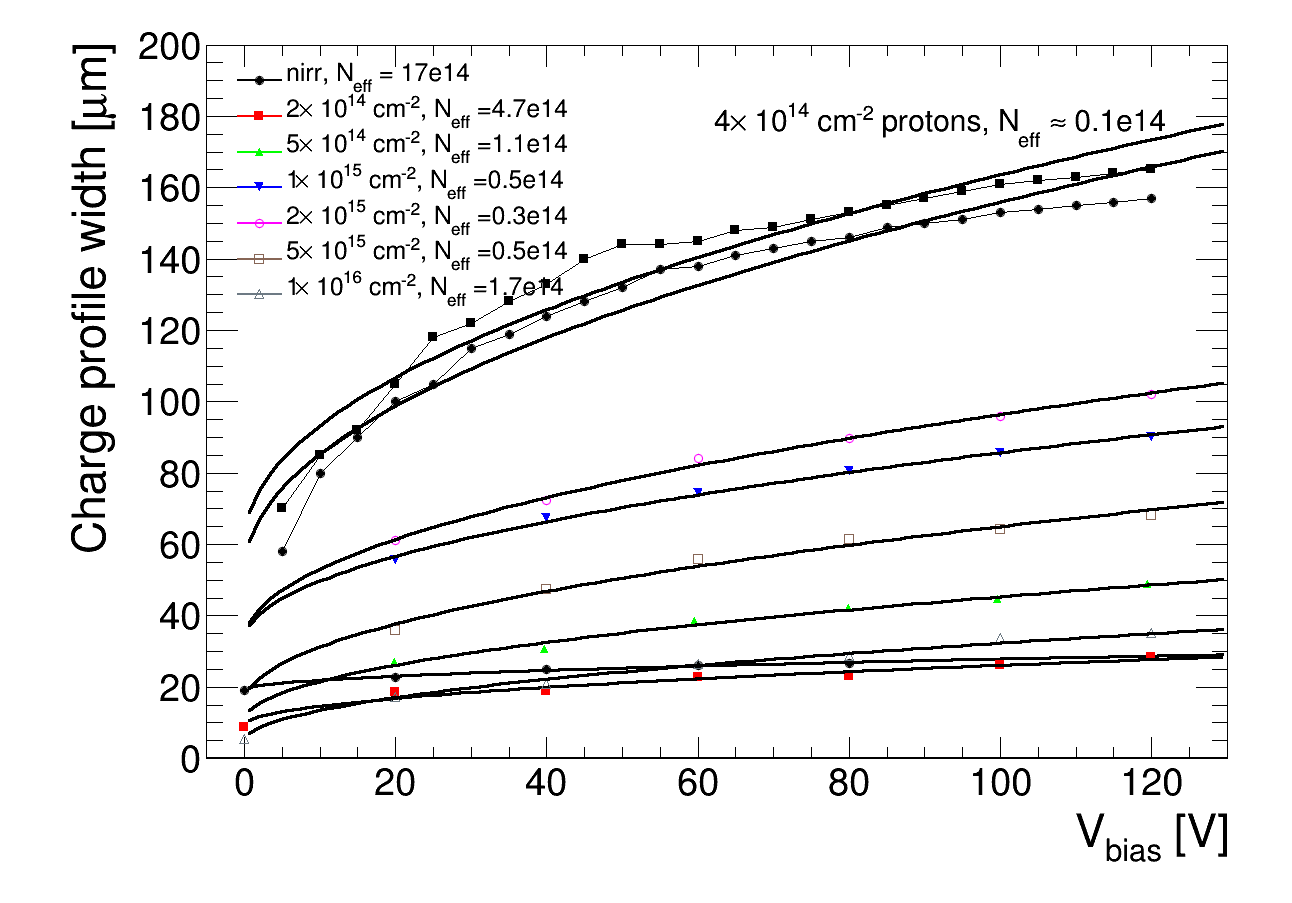 Charge profile width [μm]
200
180
160
140
120
100
80
60
40
20
0
nirr, N_eff = 17e14
2× 10^14 cm^-2, N_eff =4.7e14
5× 10^14 cm^-2, N_eff =1.1e14
1× 10^15 cm^-2, N_eff =0.5e14
2× 10^15 cm^-2, N_eff =0.3e14
5× 10^15 cm^-2, N_eff =0.5e14
1× 10^16 cm^-2, N_eff =1.7e14
4× 10^14 cm^-2 protons, N_eff ≈ 0.1e14
0 20 40 60 80 100 120
V_bias [V]